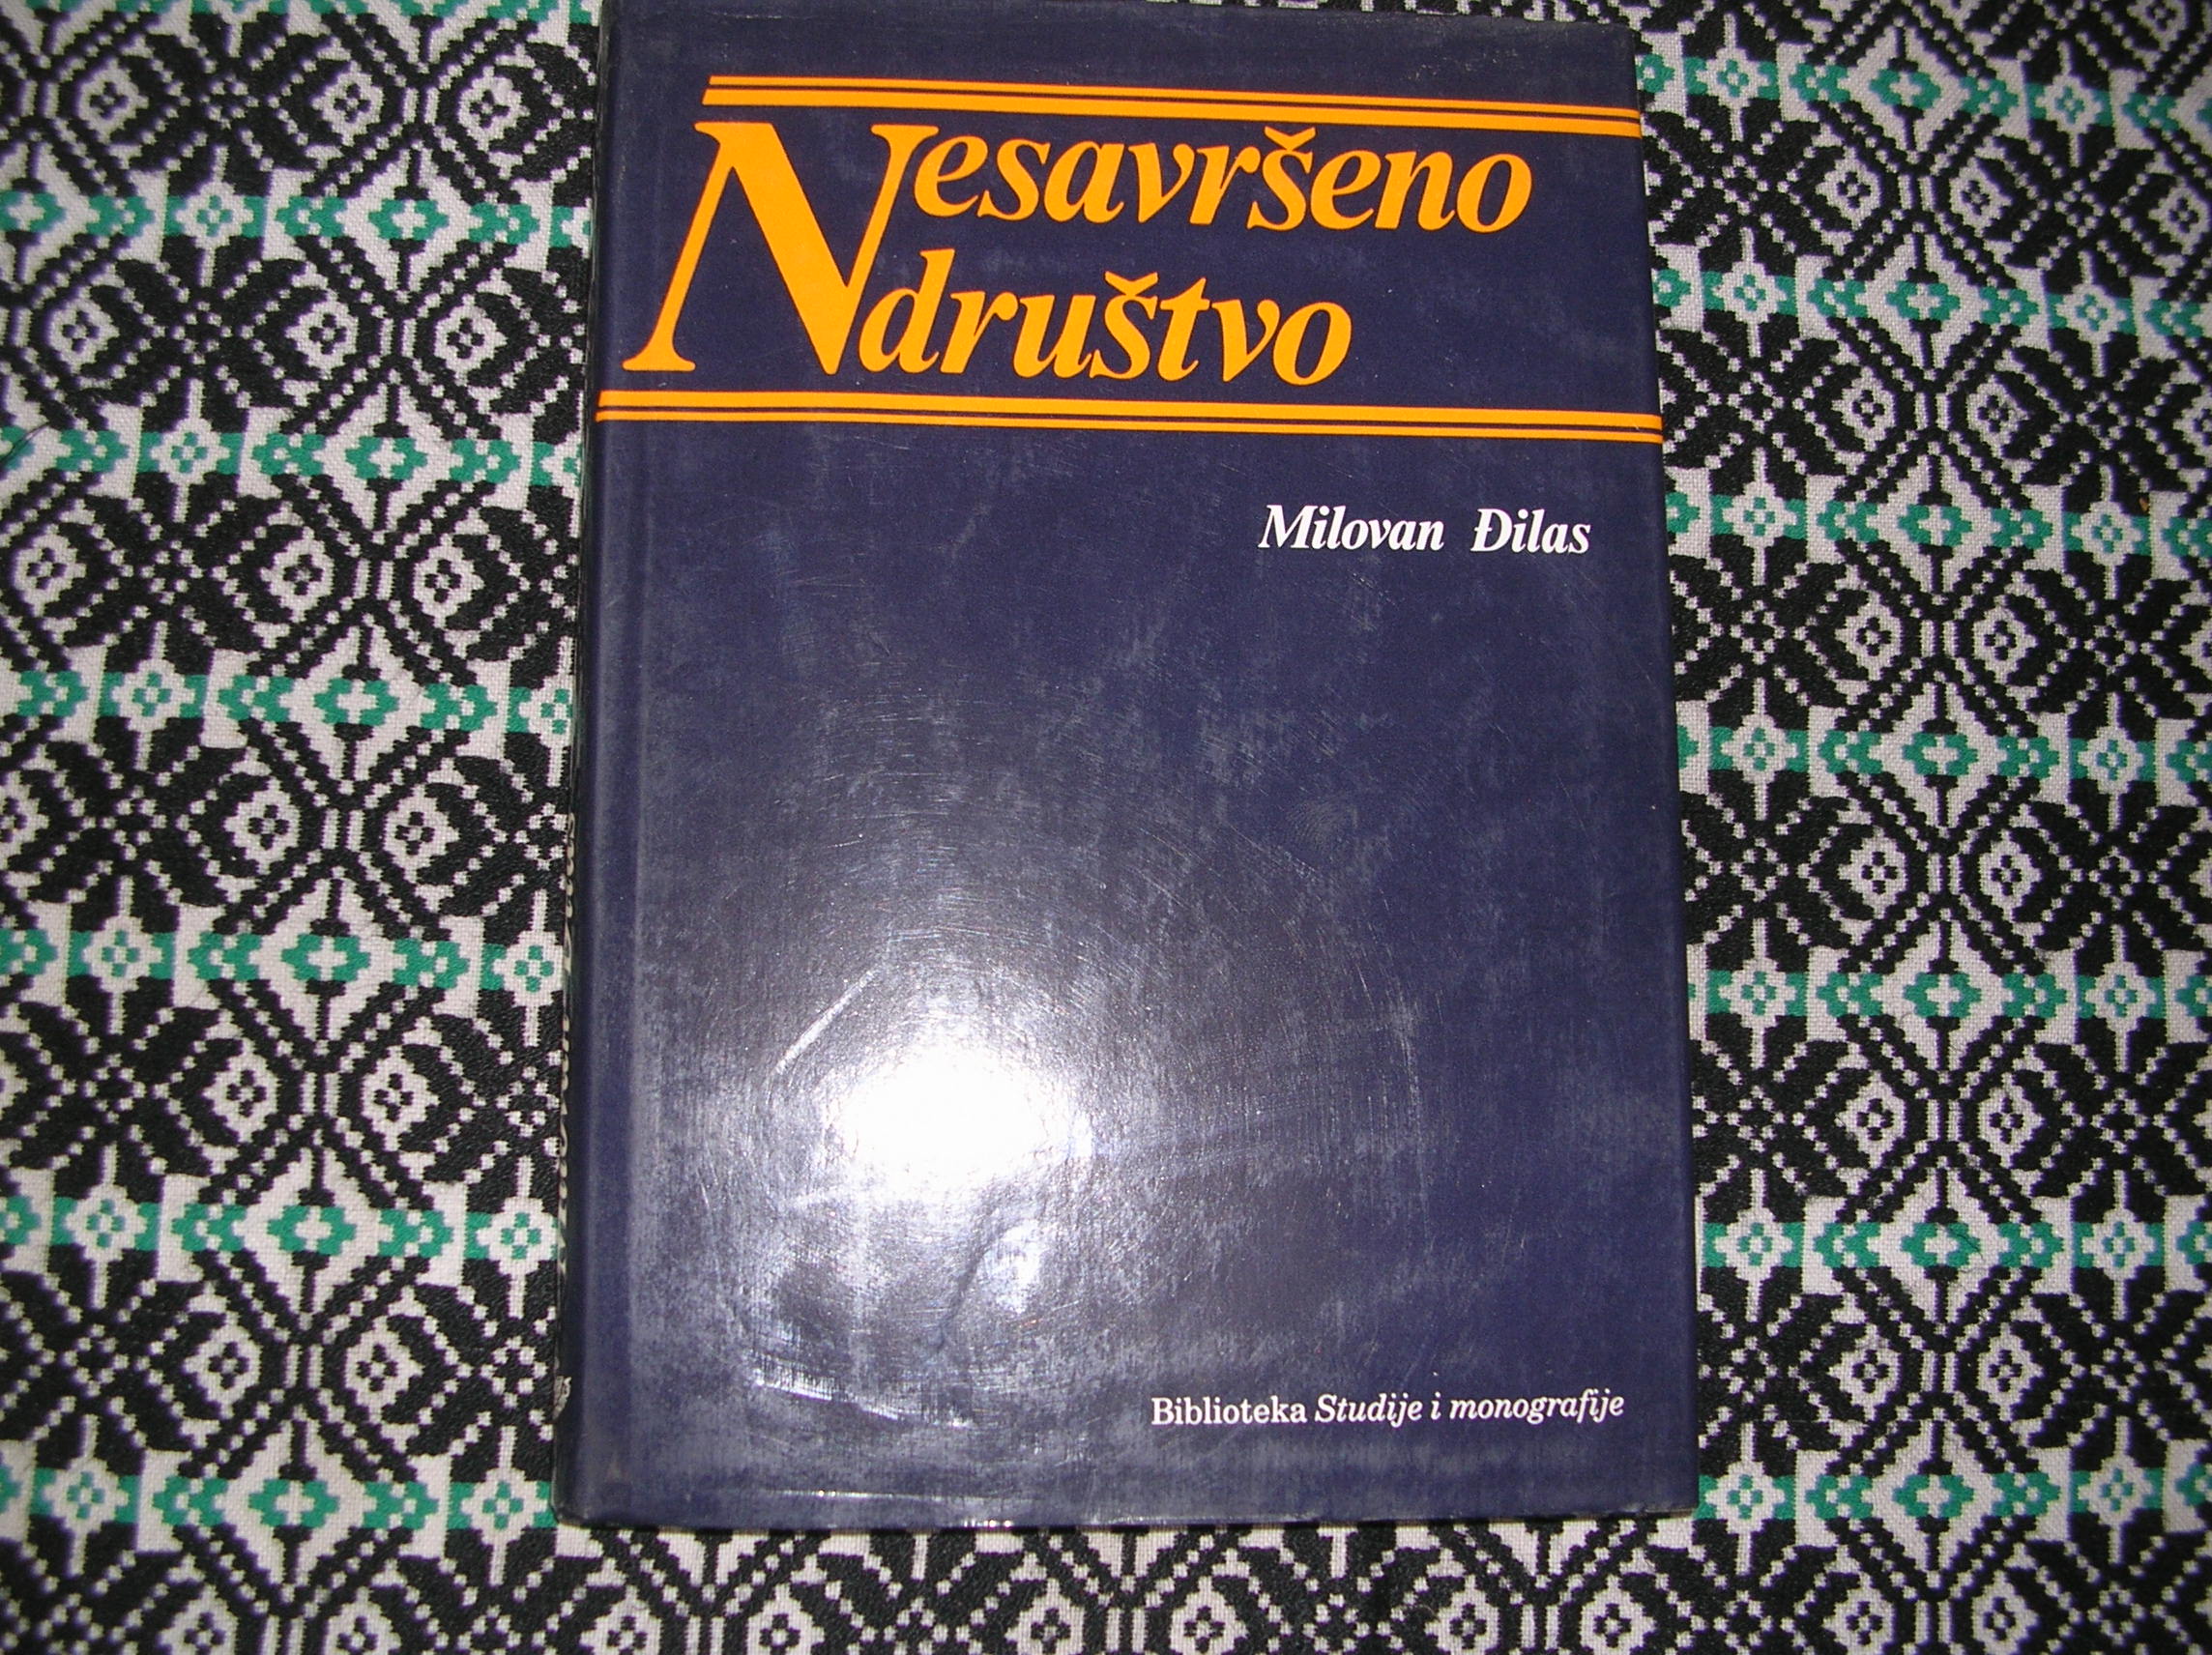 Nesavršeno
društvo
Milovan Đilas
Biblioteka Studije i monografije